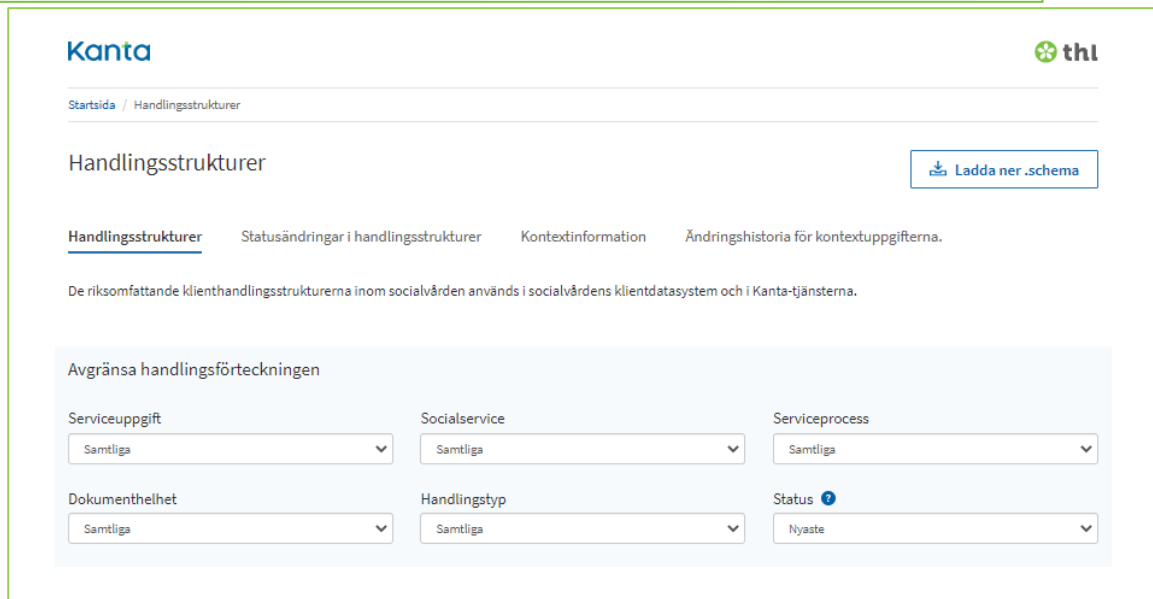 Kanta
thl
Startsida / Handlingsstrukturer
Handlingsstrukturer
Ladda ner .schema
Handlingsstrukturer Statusändringar i handlingsstrukturer Kontextinformation Ändringshistoria för kontextuppgifterna.
De riksomfattande klienthandlingsstrukturerna inom socialvården används i socialvårdens klientdatasystem och i Kanta-tjänsterna.
Avgränsa handlingsförteckningen
Serviceuppgift Socialservice Serviceprocess
Samtliga Samtliga Samtliga
Dokumenthelhet Handlingstyp Status ?
Samtliga Samtliga Nyaste